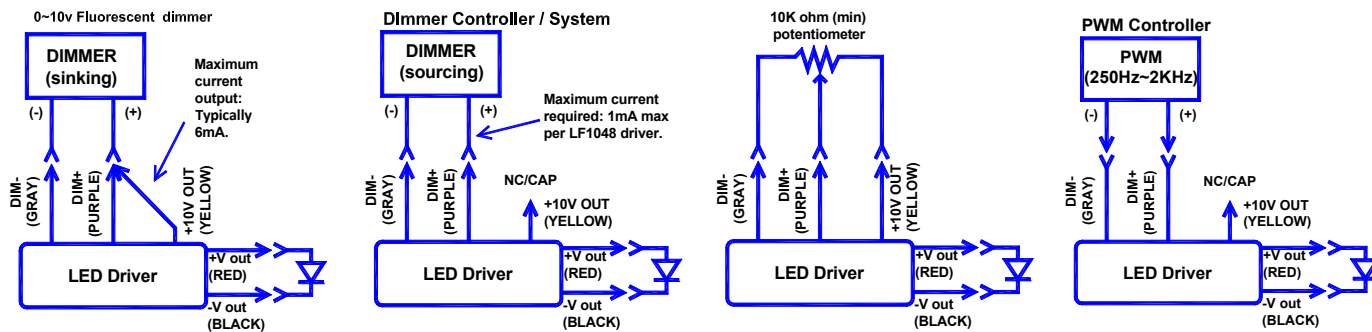 0~10v Fluorescent dimmer
DIMMER
(sinking)
(-)
(+)
Maximum
current
output:
Typically
6mA.
DIM-
(GRAY)
DIM+
(PURPLE)
+10V OUT
(YELLOW)
LED Driver
+V out
(RED)
-V out
(BLACK)
DImmer Controller / System
DIMMER
(sourcing)
(-)
(+)
Maximum current
required: 1mA max
per LF1048 driver.
DIM-
(GRAY)
DIM+
(PURPLE)
NC/CAP
+10V OUT
(YELLOW)
LED Driver
+V out
(RED)
-V out
(BLACK)
10K ohm (min)
potentiometer
DIM-
(GRAY)
DIM+
(PURPLE)
+10V OUT
(YELLOW)
LED Driver
+V out
(RED)
-V out
(BLACK)
PWM Controller
PWM
(250Hz~2KHz)
(-)
(+)
DIM-
(GRAY)
DIM+
(PURPLE)
NC/CAP
+10V OUT
(YELLOW)
LED Driver
+V out
(RED)
-V out
(BLACK)